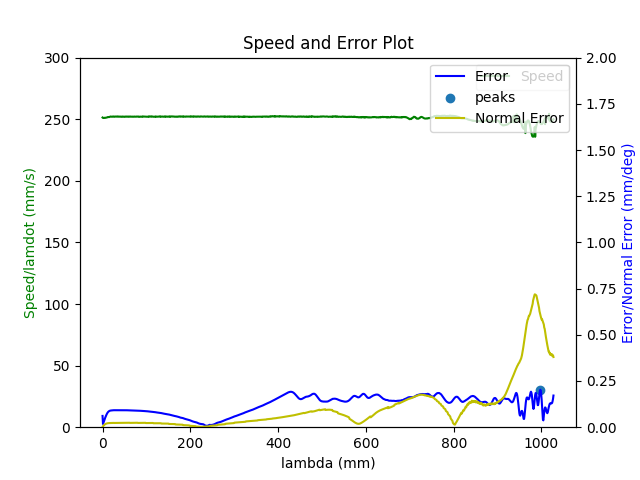 Speed and Error Plot
300
250
200
150
100
50
0
Speed/lamdot (mm/s)
2.00
1.75
1.50
1.25
1.00
0.75
0.50
0.25
0.00
Error/Normal Error (mm/deg)
Speed
Error
peaks
Normal Error
0 200 400 600 800 1000
lambda (mm)